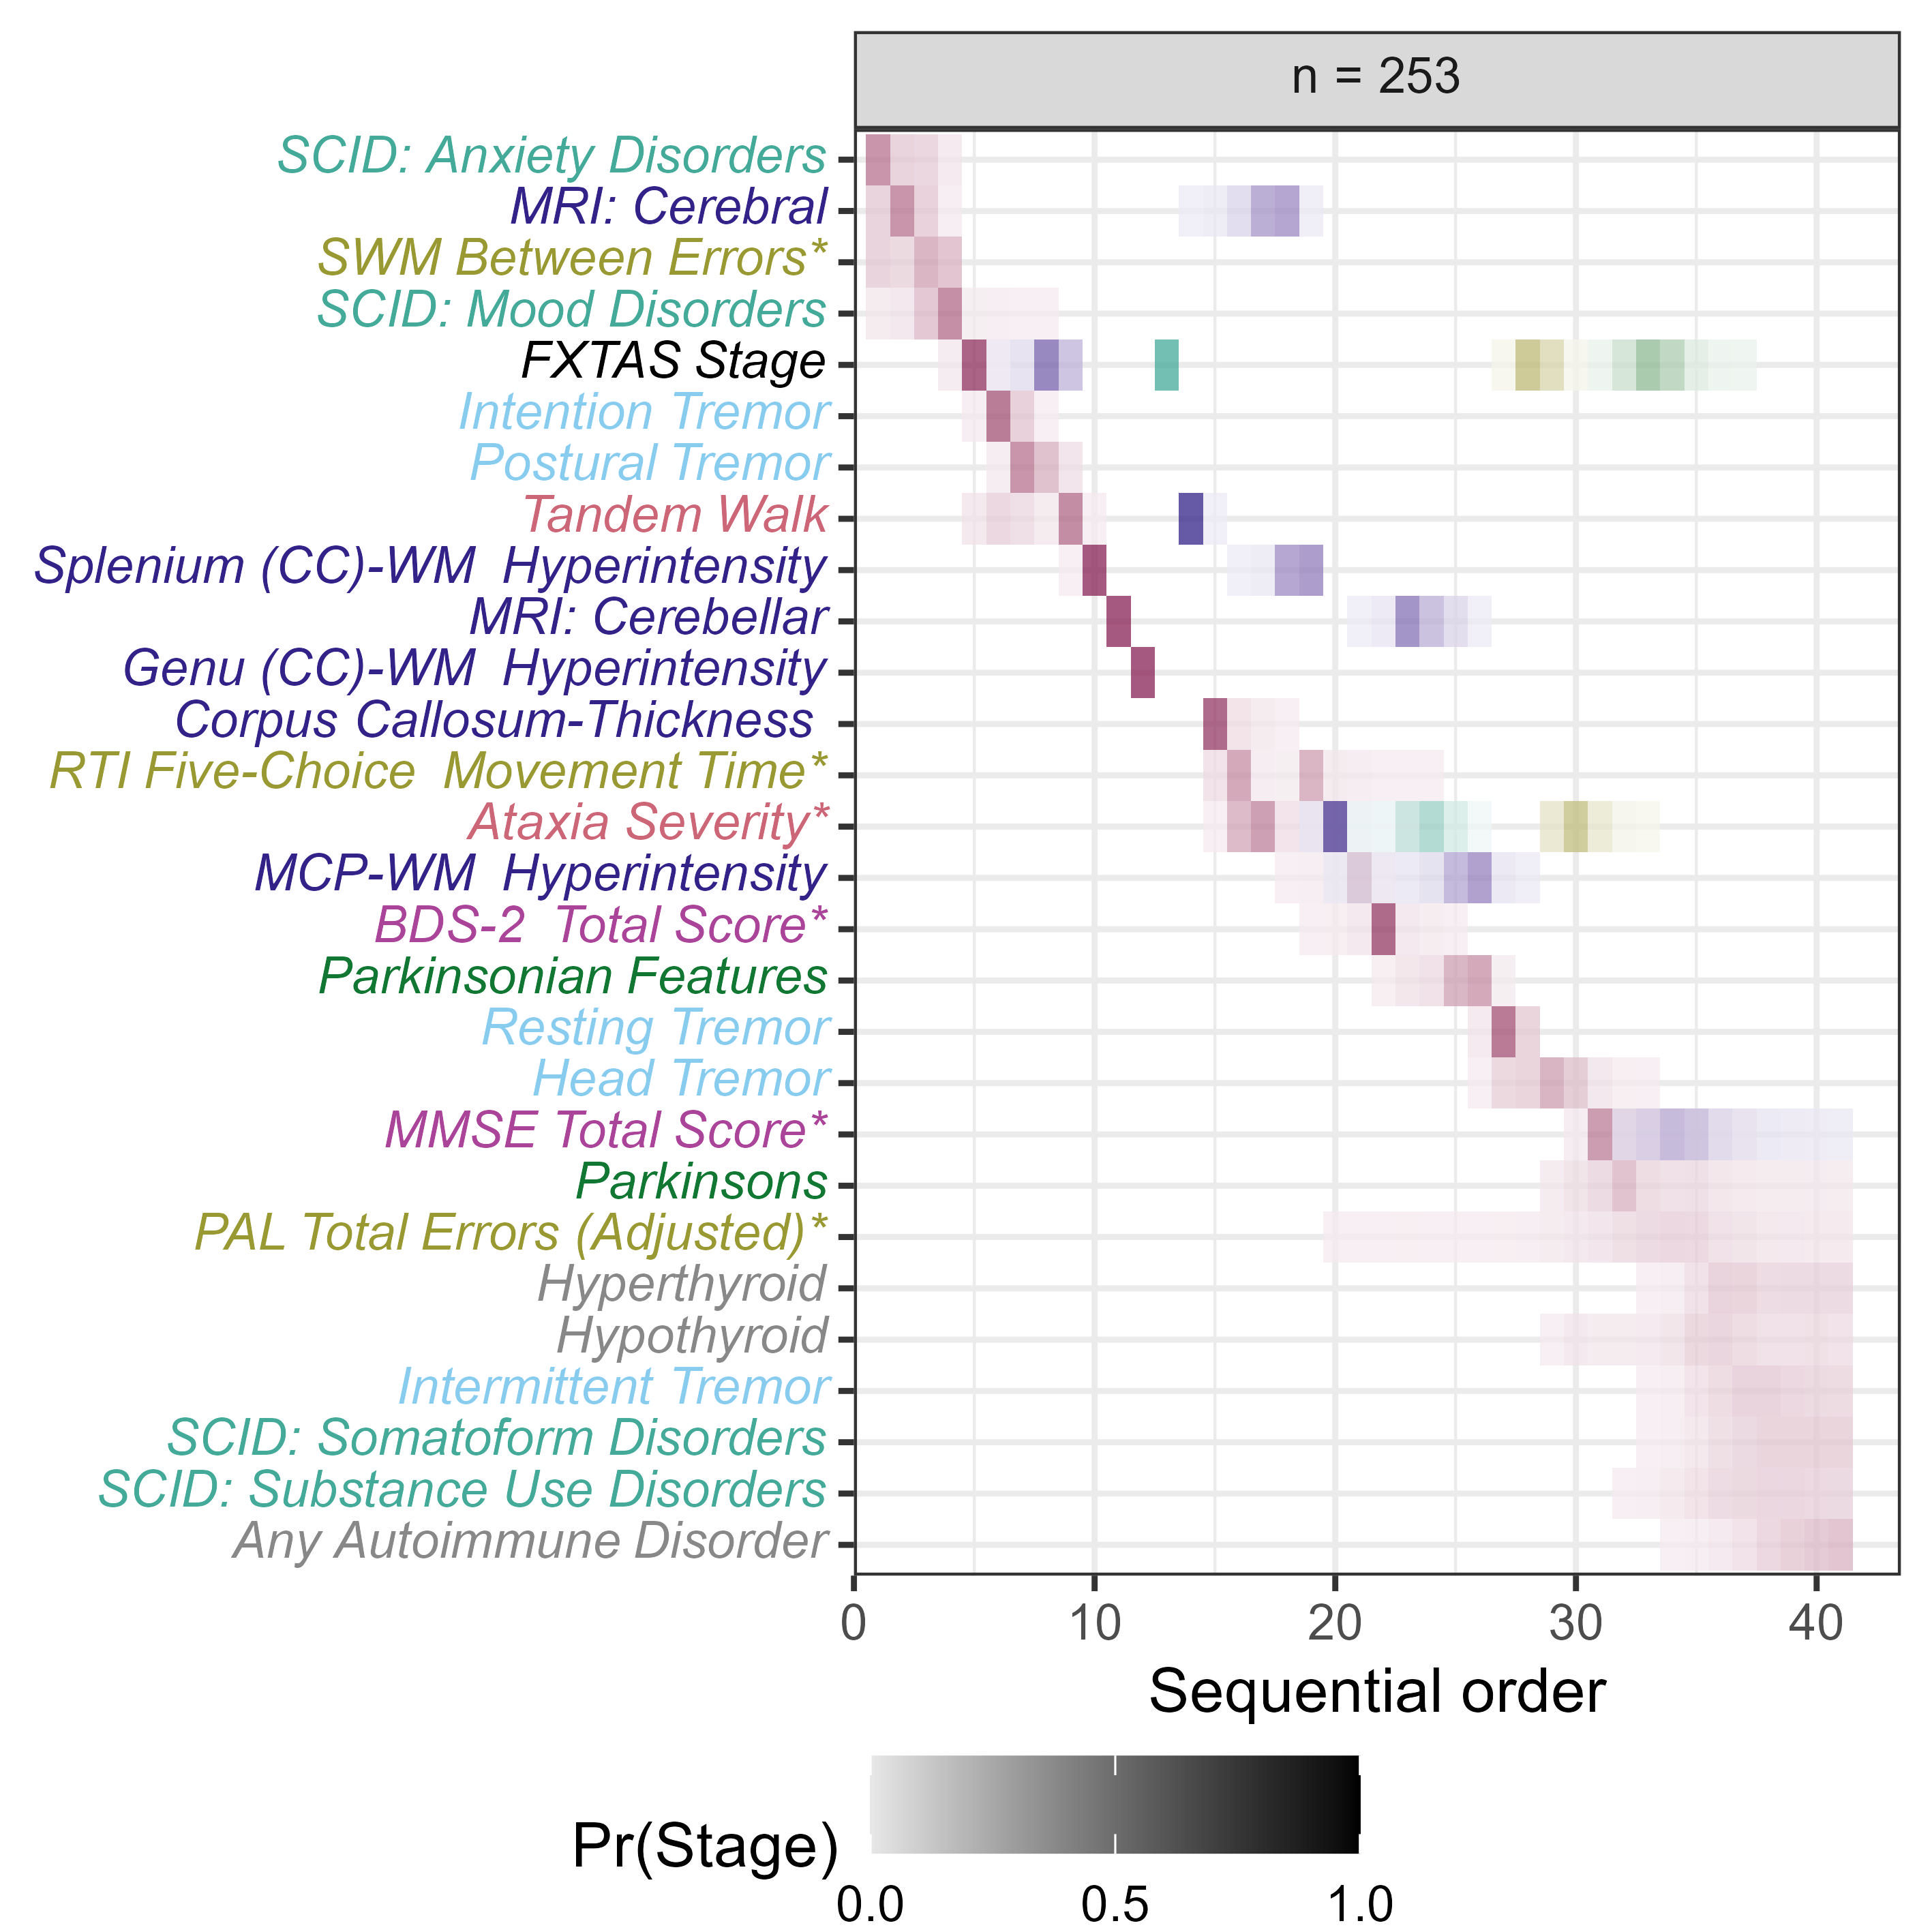 n = 253
SCID: Anxiety Disorders
MRI: Cerebral
SWM Between Errors*
SCID: Mood Disorders
FXTAS Stage
Intention Tremor
Postural Tremor
Tandem Walk
Splenium (CC)-WM Hyperintensity
MRI: Cerebellar
Genu (CC)-WM Hyperintensity
Corpus Callosum-Thickness
RTI Five-Choice Movement Time*
Ataxia Severity*
MCP-WM Hyperintensity
BDS-2 Total Score*
Parkinsonian Features
Resting Tremor
Head Tremor
MMSE Total Score*
Parkinsons
PAL Total Errors (Adjusted)*
Hyperthyroid
Hypothyroid
Intermittent Tremor
SCID: Somatoform Disorders
SCID: Substance Use Disorders
Any Autoimmune Disorder
0 10 20 30 40
Sequential order
Pr(Stage)
0.0 0.5 1.0